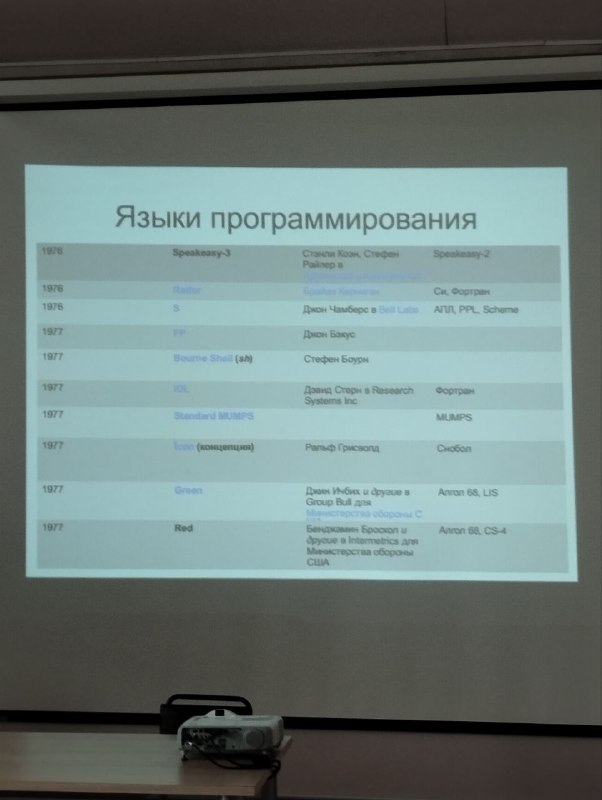 Языки программирования
1976 Speakeasy-3 Стэнли Коэн, Стефен Speakeasy-2
Райпер в
1976 Ratfor Брайан Керниган Си, Фортран
1976 S Джон Чамберс в Bell Labs АПЛ, PPL, Scheme
1977 FP Джон Бэкус
1977 Bourne Shell (sh) Стефен Боурн
1977 IDL Дэвид Стерн в Research Фортран
Systems Inc
1977 Standard MUMPS MUMPS
1977 Icon (концепция) Ральф Грисволд Снобол
1977 Green Джин Ичбих и другие в Алгол 68, LIS
Group Bull для
Министерства обороны С
1977 Red Бенджамин Броскол и Алгол 68, CS-4
другие в Intermetrics для
Министерства обороны
США